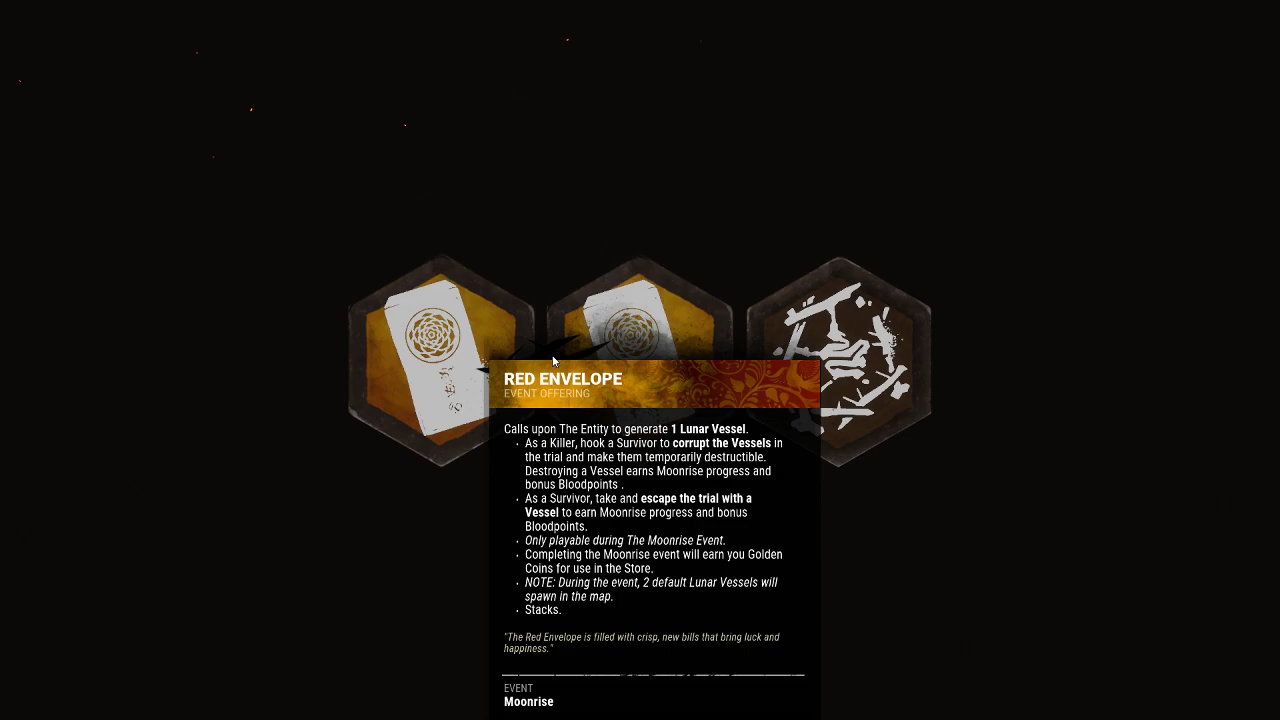 RED ENVELOPE
EVENT OFFERING
Calls upon The Entity to generate 1 Lunar Vessel.
· As a Killer, hook a Survivor to corrupt the Vessels in
the trial and make them temporarily destructible.
Destroying a Vessel earns Moonrise progress and
bonus Bloodpoints .
· As a Survivor, take and escape the trial with a
Vessel to earn Moonrise progress and bonus
Bloodpoints.
· Only playable during The Moonrise Event.
· Completing the Moonrise event will earn you Golden
Coins for use in the Store.
· NOTE: During the event, 2 default Lunar Vessels will
spawn in the map.
· Stacks.
"The Red Envelope is filled with crisp, new bills that bring luck and
happiness."
EVENT
Moonrise